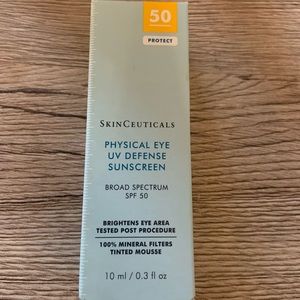 50
PROTECT
SKINCEUTICALS
PHYSICAL EYE
UV DEFENSE
SUNSCREEN
BROAD SPECTRUM
SPF 50
BRIGHTENS EYE AREA
TESTED POST PROCEDURE
100% MINERAL FILTERS
TINTED MOUSSE
10 ml / 0.3 fl oz